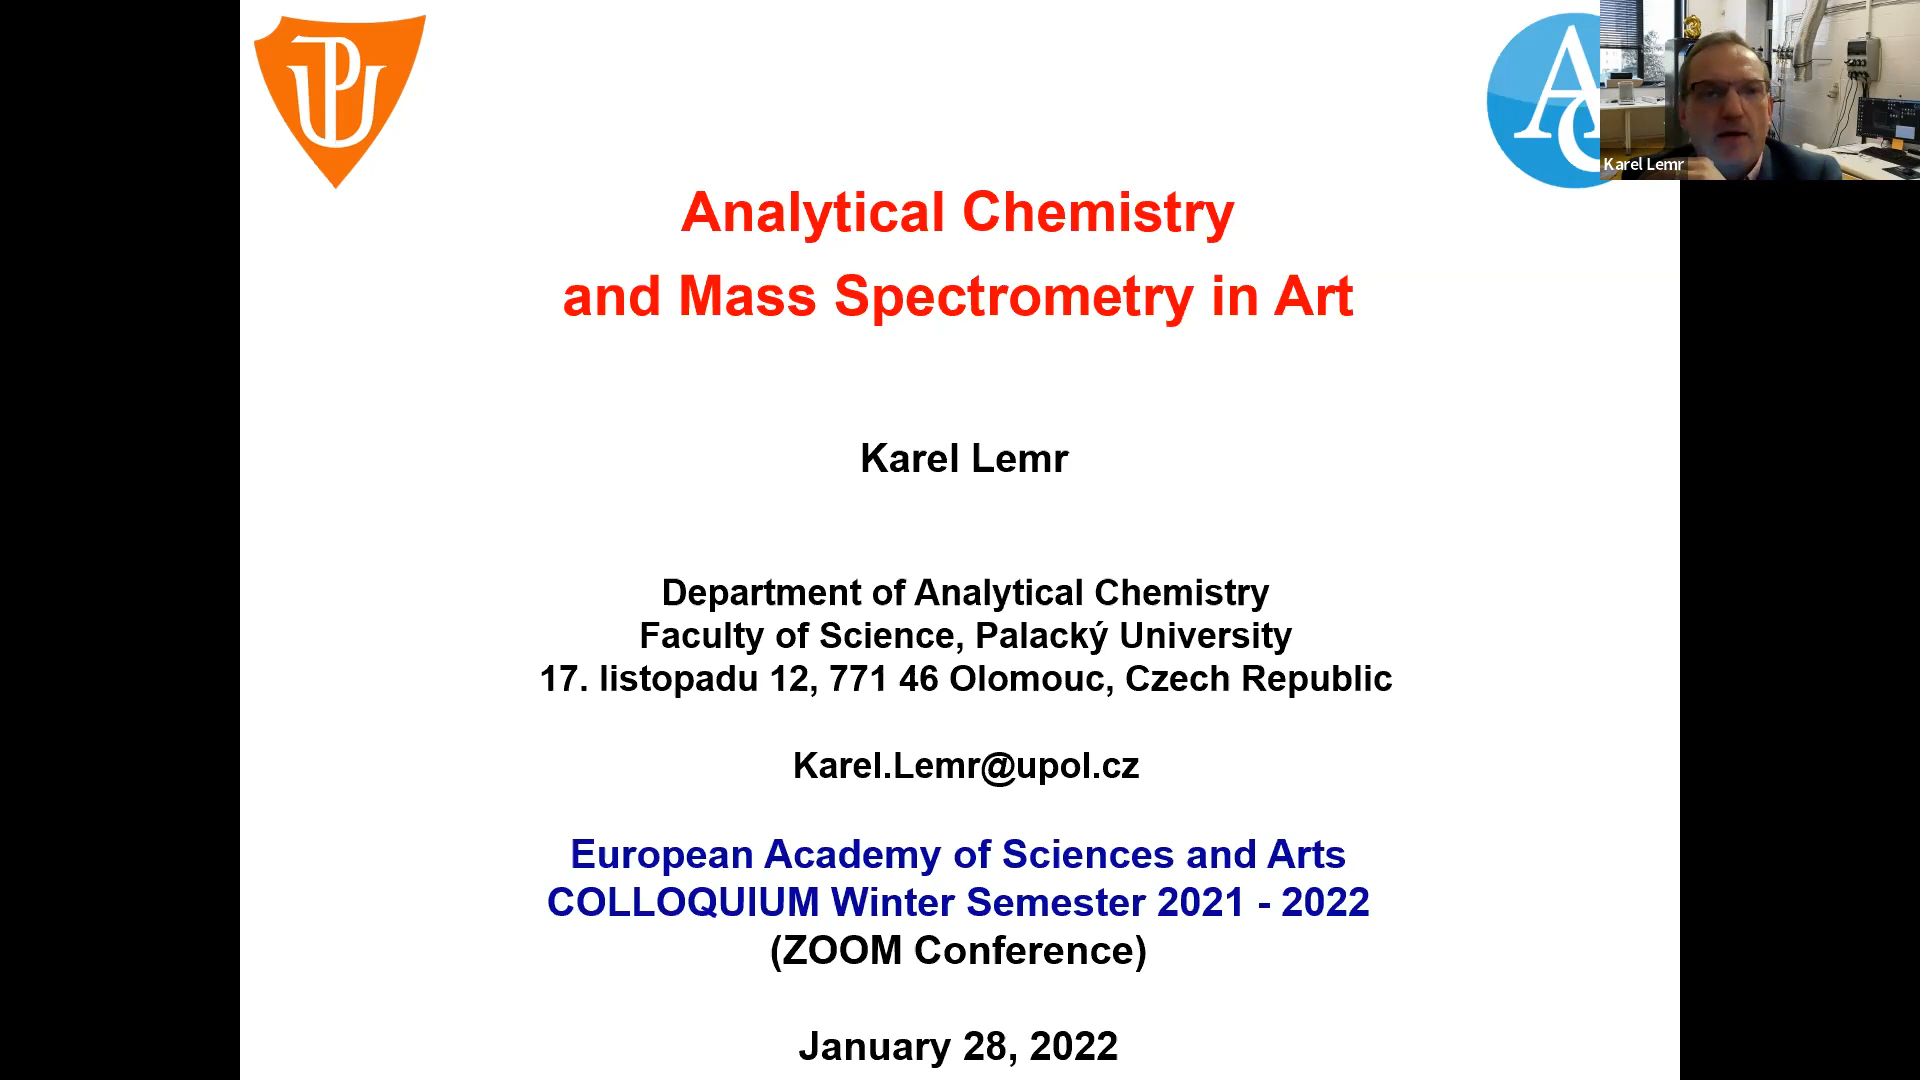 UP
AC
Karel Lemr
Analytical Chemistry
and Mass Spectrometry in Art
Karel Lemr
Department of Analytical Chemistry
Faculty of Science, Palacký University
17. listopadu 12, 771 46 Olomouc, Czech Republic
Karel.Lemr@upol.cz
European Academy of Sciences and Arts
COLLOQUIUM Winter Semester 2021 - 2022
(ZOOM Conference)
January 28, 2022